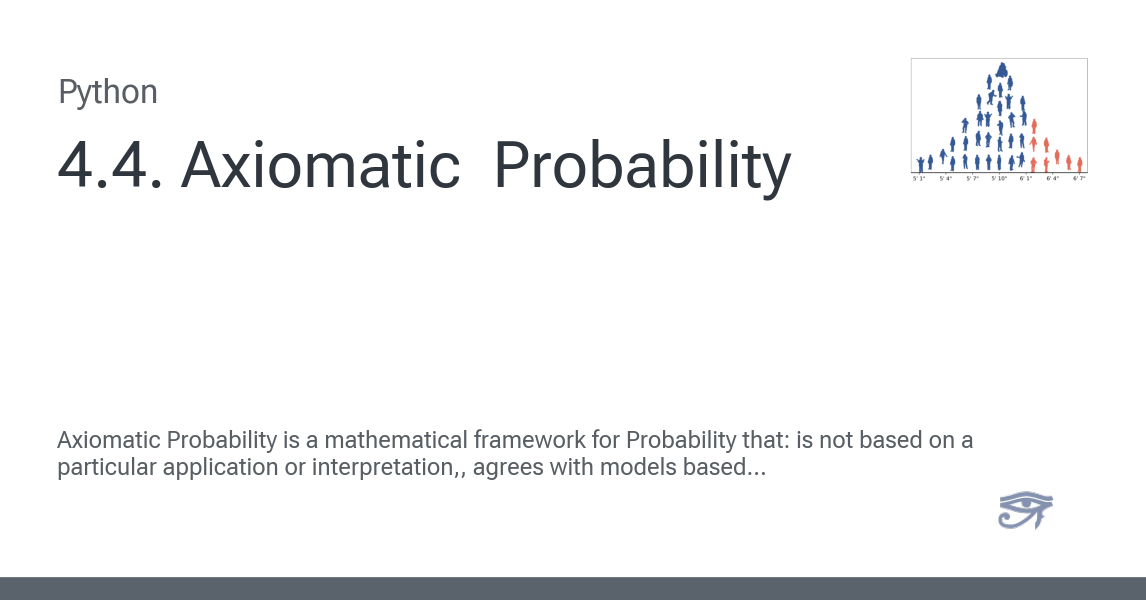 Python
4.4. Axiomatic Probability
5' 1" 5' 4" 5' 7" 5' 10" 6' 1" 6' 4" 6' 7"
Axiomatic Probability is a mathematical framework for Probability that: is not based on a
particular application or interpretation,, agrees with models based...